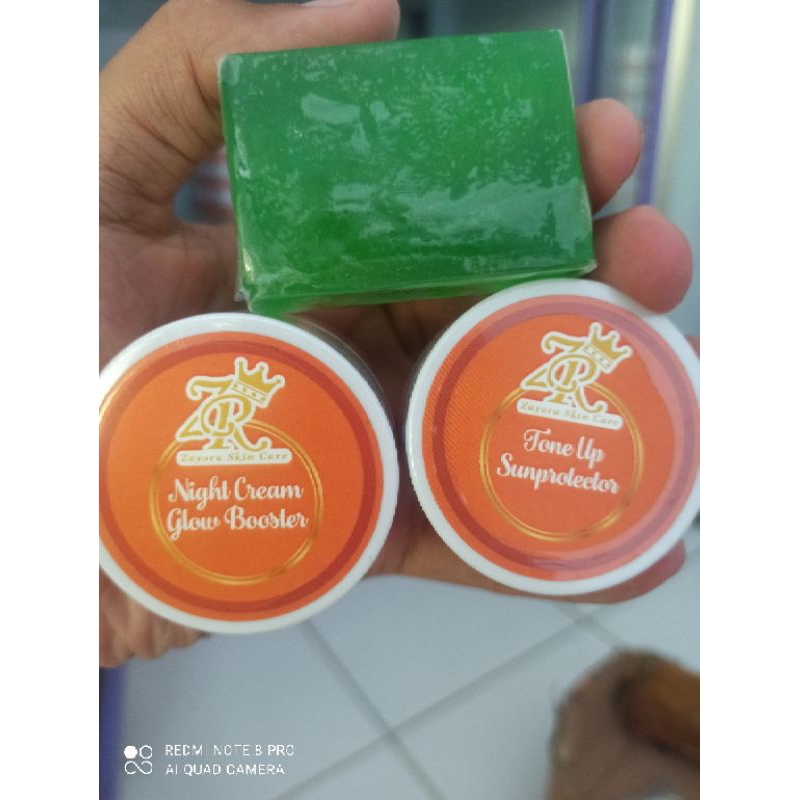 ZR
Zayora Skin Care
Night Cream
Glow Booster
ZR
Zayora Skin Care
Tone Up
Sunprotector
REDMI NOTE 8 PRO
AI QUAD CAMERA